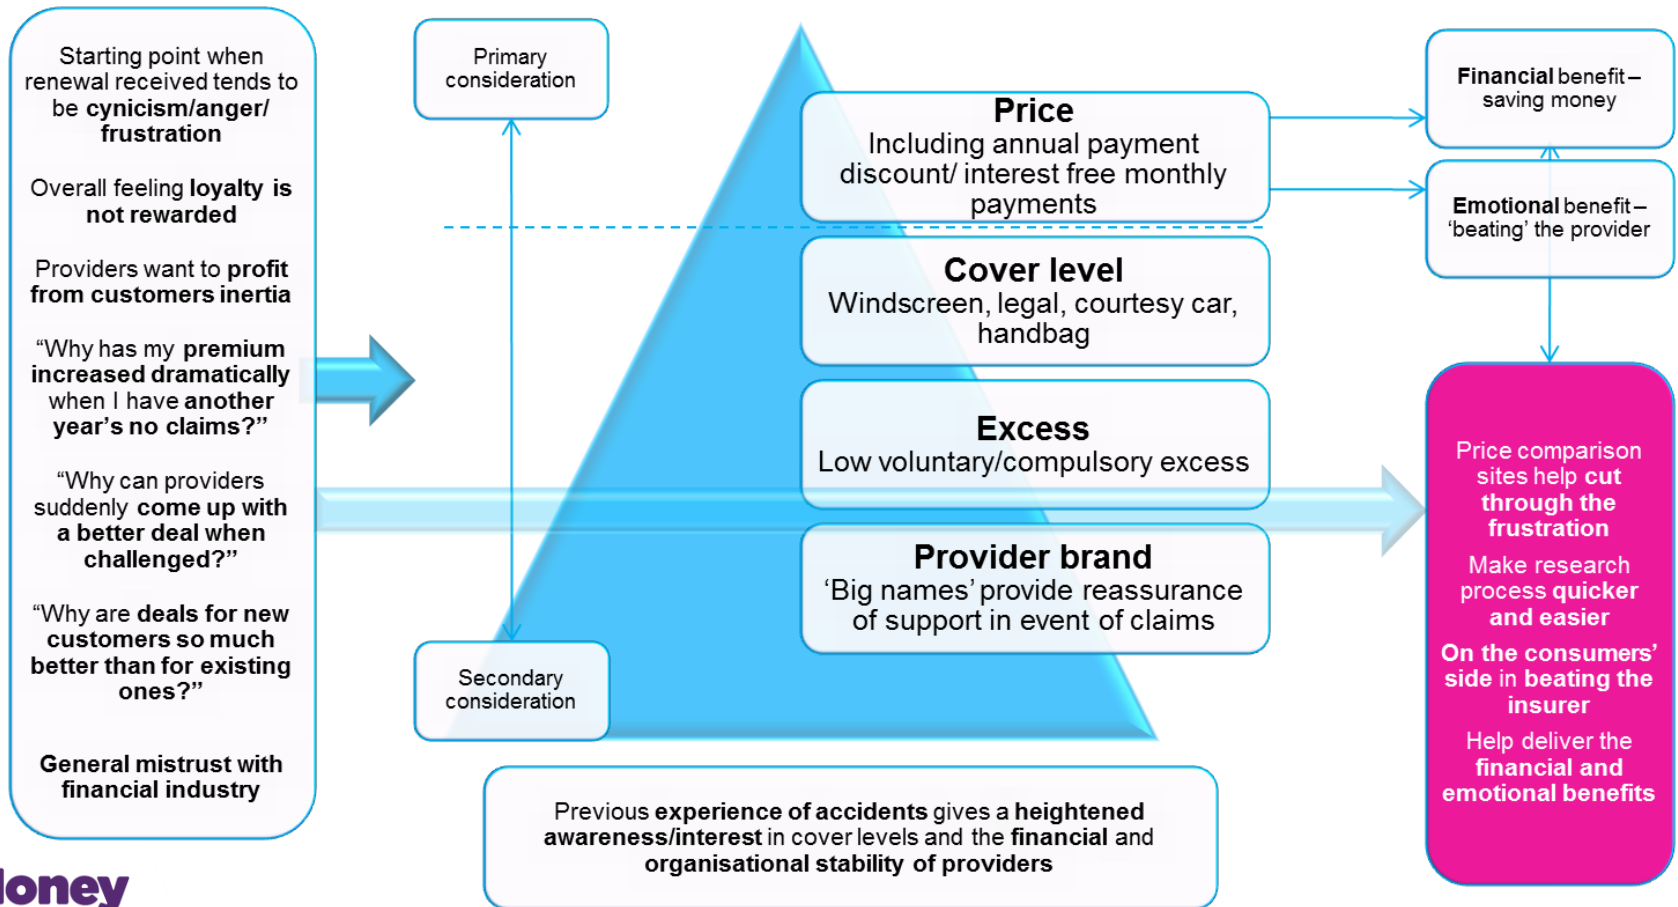 Starting point when
renewal received tends to
be cynicism/anger/
frustration
Overall feeling loyalty is
not rewarded
Providers want to profit
from customers inertia
“Why has my premium
increased dramatically
when I have another
year’s no claims?”
“Why can providers
suddenly come up with
a better deal when
challenged?”
“Why are deals for new
customers so much
better than for existing
ones?”
General mistrust with
financial industry
Primary
consideration
Secondary
consideration
Price
Including annual payment
discount/ interest free monthly
payments
Cover level
Windscreen, legal, courtesy car,
handbag
Excess
Low voluntary/compulsory excess
Provider brand
‘Big names’ provide reassurance
of support in event of claims
Previous experience of accidents gives a heightened
awareness/interest in cover levels and the financial and
organisational stability of providers
Financial benefit –
saving money
Emotional benefit –
‘beating’ the provider
Price comparison
sites help cut
through the
frustration
Make research
process quicker
and easier
On the consumers’
side in beating the
insurer
Help deliver the
financial and
emotional benefits
Money